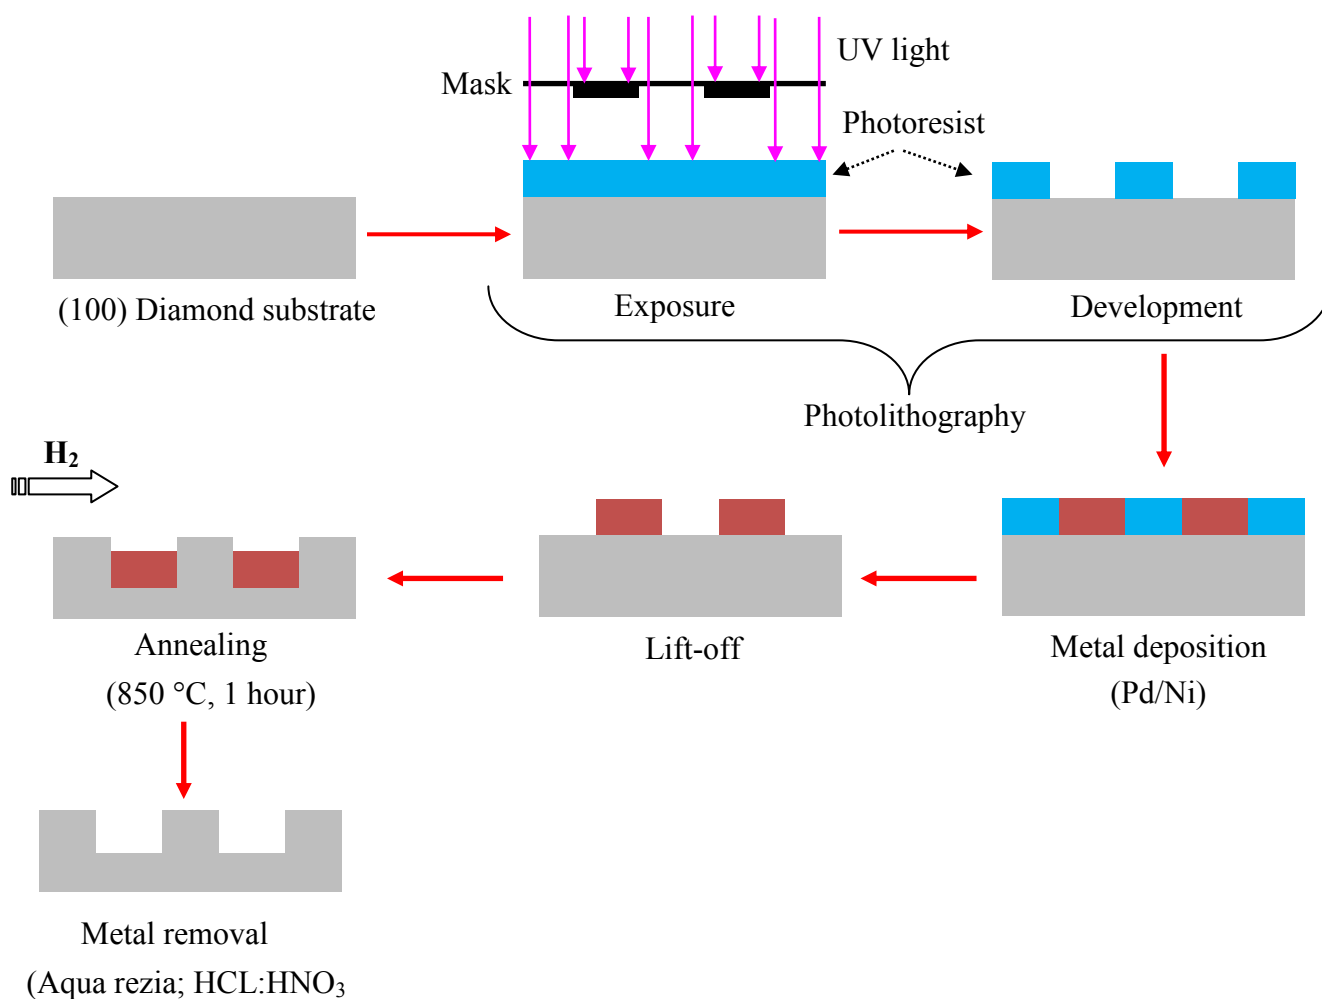 UV light
Mask
Photoresist
(100) Diamond substrate
Exposure
Development
Photolithography
H₂
Annealing
(850 °C, 1 hour)
Lift-off
Metal deposition
(Pd/Ni)
Metal removal
(Aqua rezia; HCL:HNO₃